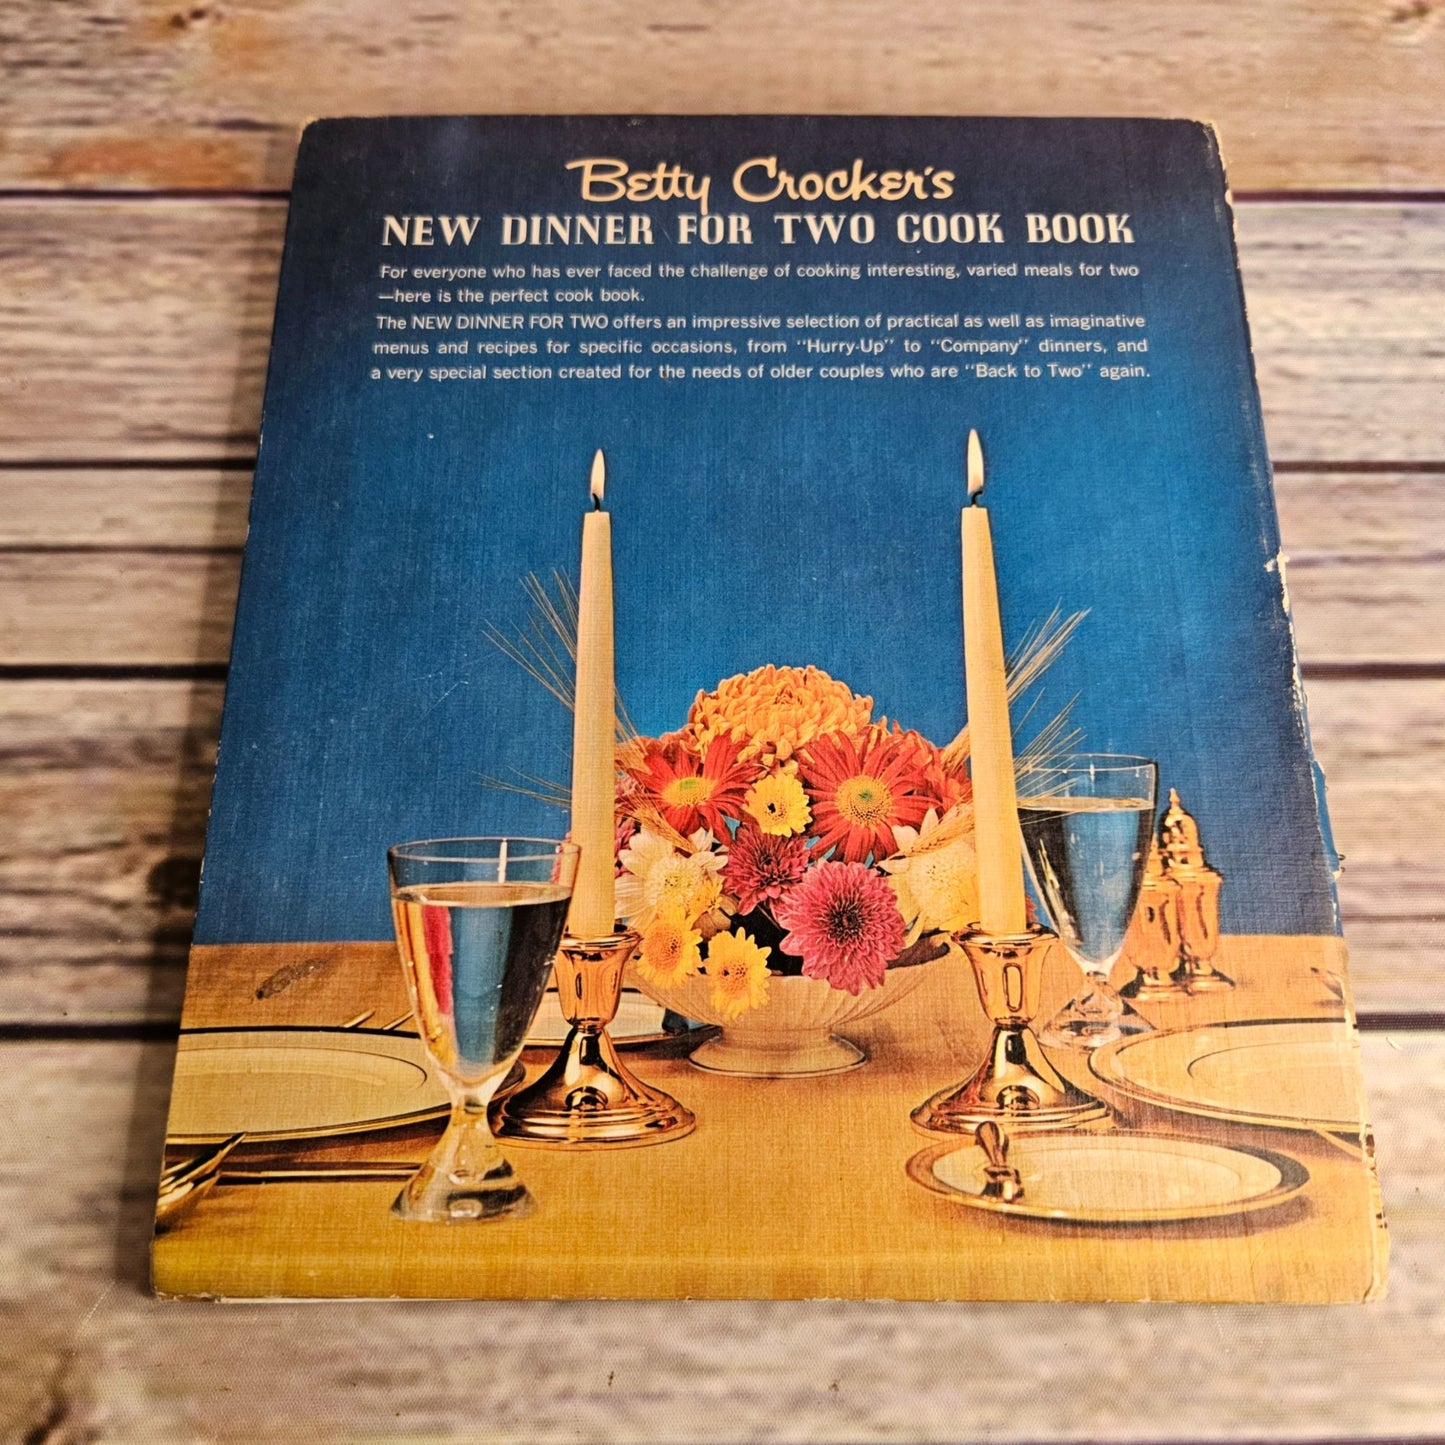 Betty Crocker's
NEW DINNER FOR TWO COOK BOOK
For everyone who has ever faced the challenge of cooking interesting, varied meals for two
—here is the perfect cook book.
The NEW DINNER FOR TWO offers an impressive selection of practical as well as imaginative
menus and recipes for specific occasions, from "Hurry-Up" to "Company" dinners, and
a very special section created for the needs of older couples who are "Back to Two" again.